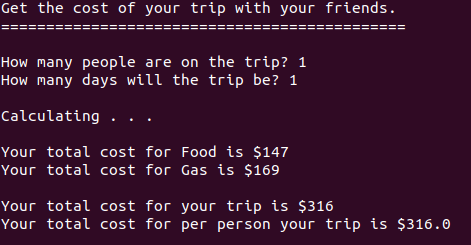 Get the cost of your trip with your friends.
=============================================
How many people are on the trip? 1
How many days will the trip be? 1
Calculating . . .
Your total cost for Food is $147
Your total cost for Gas is $169
Your total cost for your trip is $316
Your total cost for per person your trip is $316.0